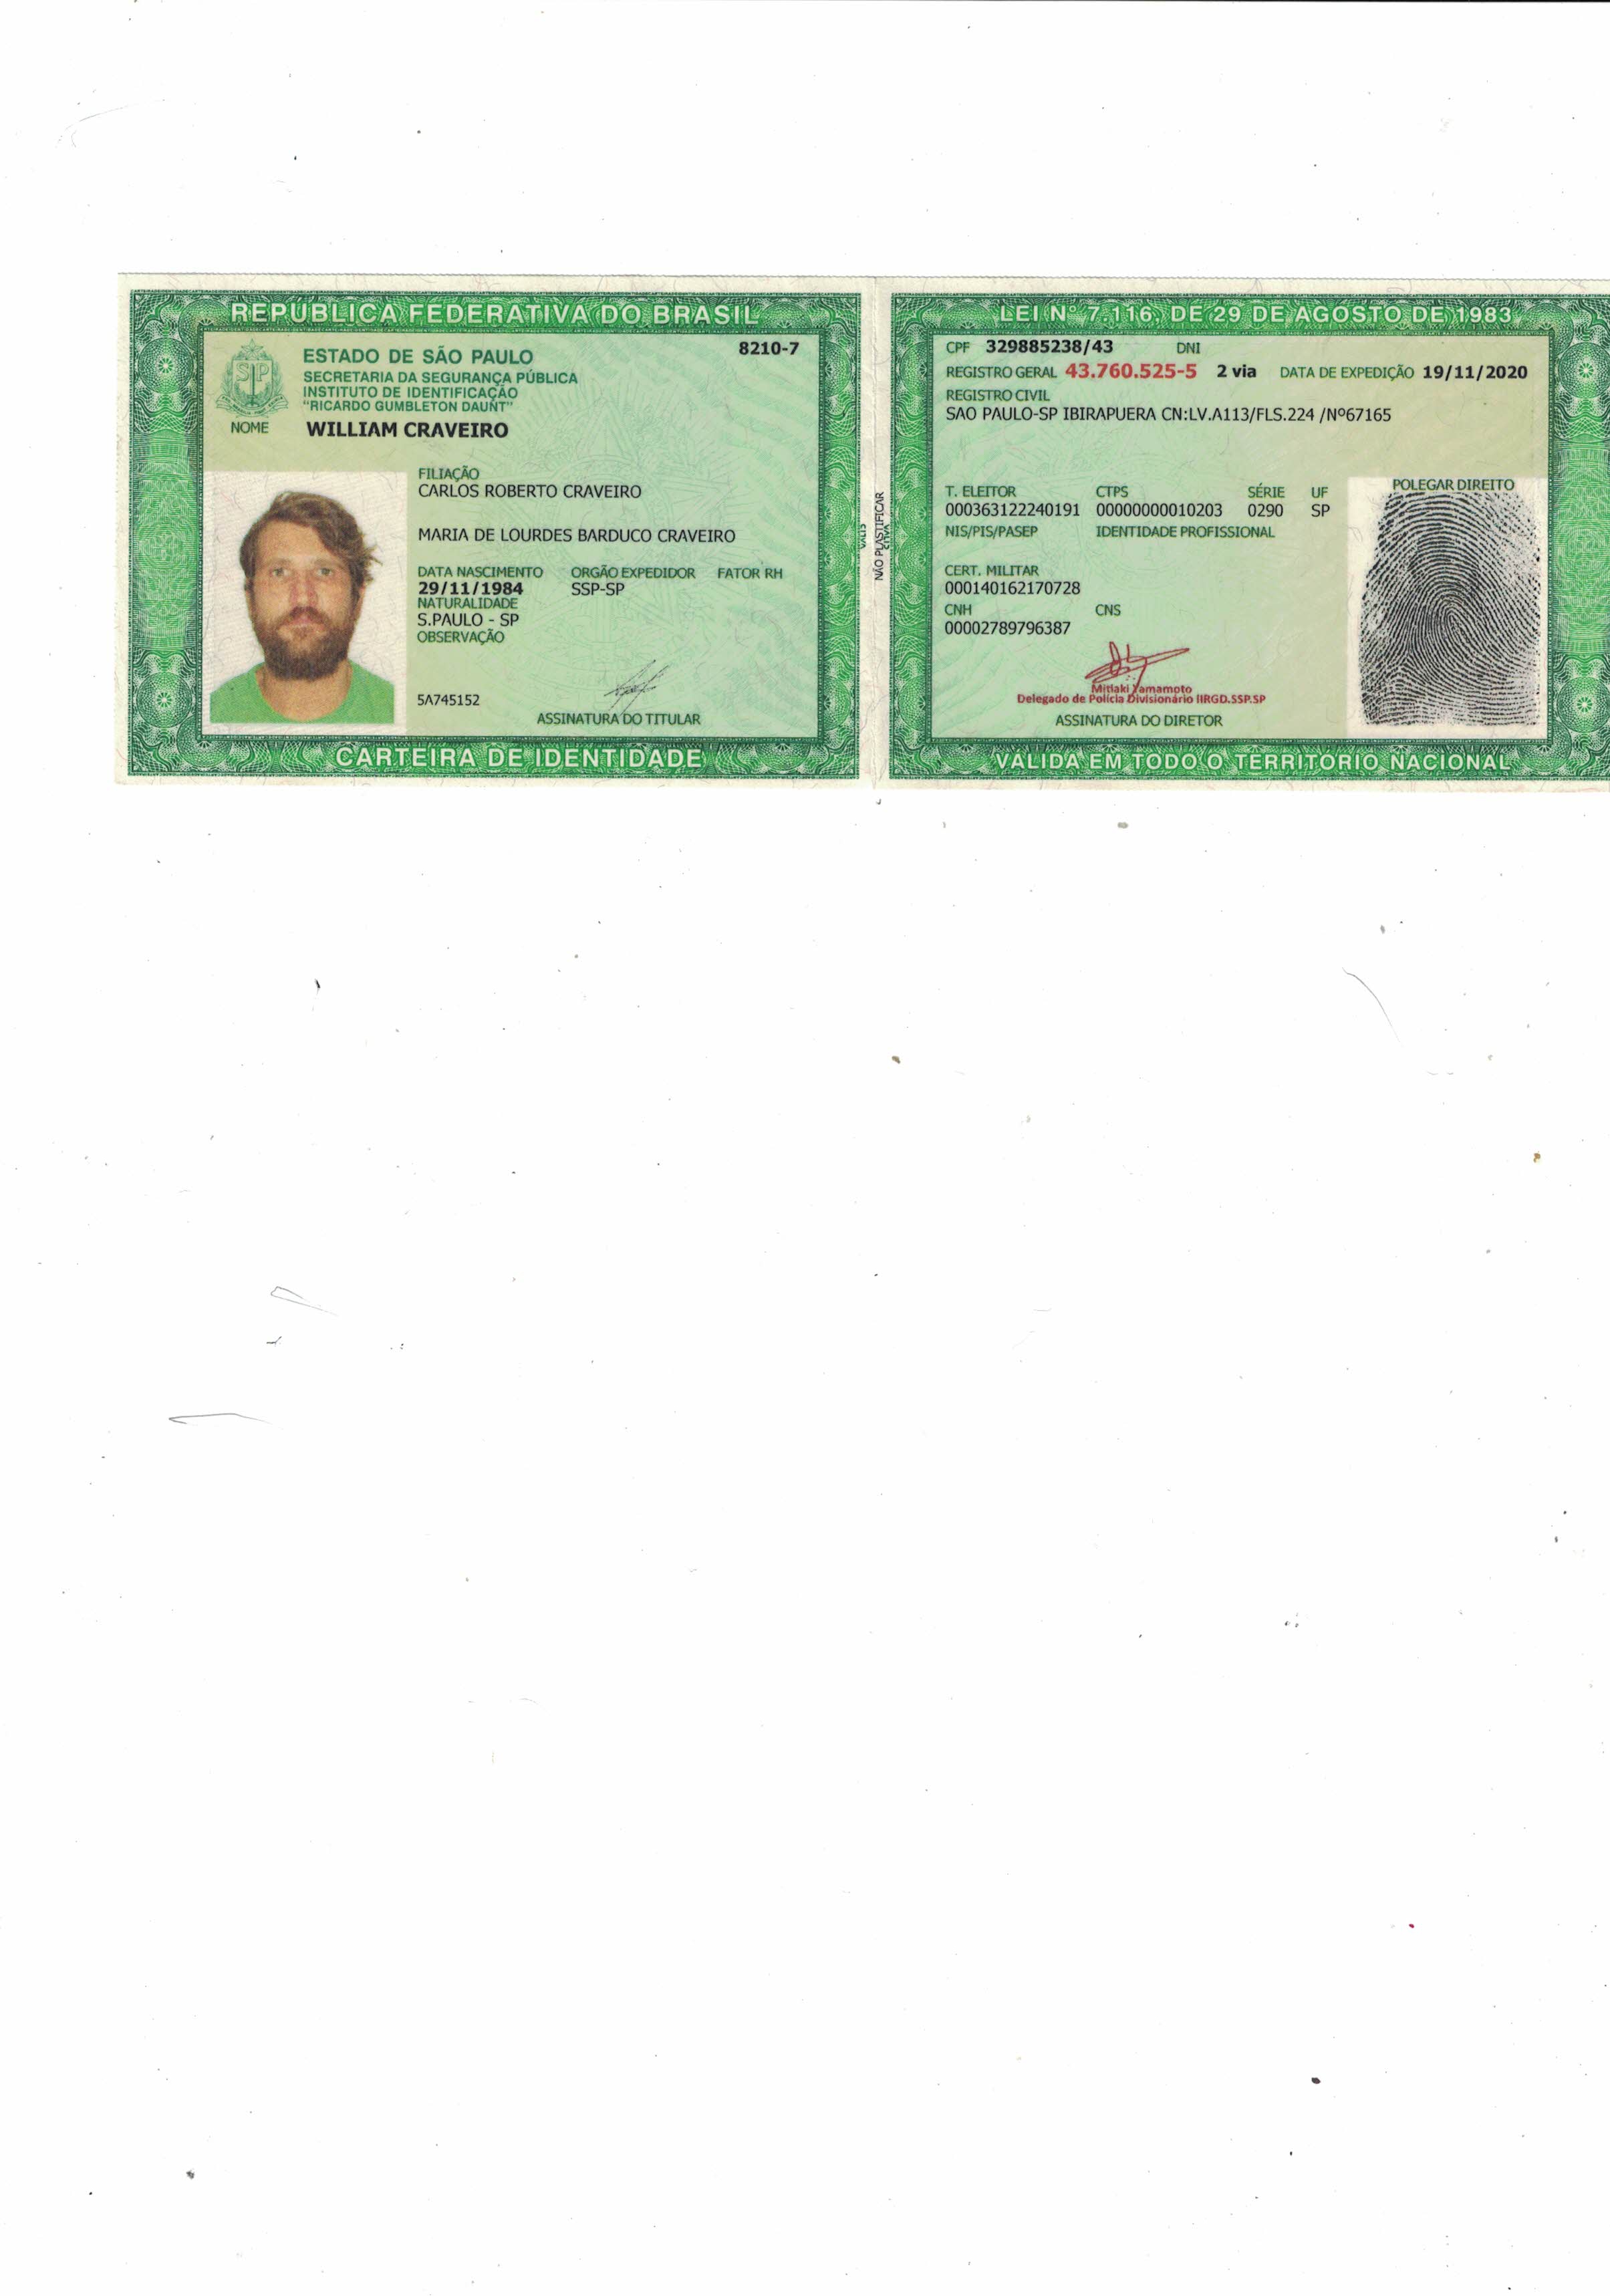 REPÚBLICA FEDERATIVA DO BRASIL
8210-7
ESTADO DE SÃO PAULO
SECRETARIA DA SEGURANÇA PÚBLICA
INSTITUTO DE IDENTIFICAÇÃO
"RICARDO GUMBLETON DAUNT"
NOME WILLIAM CRAVEIRO
FILIAÇÃO
CARLOS ROBERTO CRAVEIRO
MARIA DE LOURDES BARDUCO CRAVEIRO
DATA NASCIMENTO ORGÃO EXPEDIDOR FATOR RH
29/11/1984 SSP-SP
NATURALIDADE
S.PAULO - SP
OBSERVAÇÃO
5A745152
ASSINATURA DO TITULAR
CARTEIRA DE IDENTIDADE
NÃO PLASTIFICAR
LEI Nº 7.116, DE 29 DE AGOSTO DE 1983
CPF 329885238/43 DNI
REGISTRO GERAL 43.760.525-5 2 via DATA DE EXPEDIÇÃO 19/11/2020
REGISTRO CIVIL
SAO PAULO-SP IBIRAPUERA CN:LV.A113/FLS.224 /Nº67165
POLEGAR DIREITO
T. ELEITOR CTPS SÉRIE UF
000363122240191 00000000010203 0290 SP
NIS/PIS/PASEP IDENTIDADE PROFISSIONAL
CERT. MILITAR
000140162170728
CNH CNS
00002789796387
Mitiaki Yamamoto
Delegado de Polícia Divisionário IIRGD.SSP.SP
ASSINATURA DO DIRETOR
VÁLIDA EM TODO O TERRITÓRIO NACIONAL